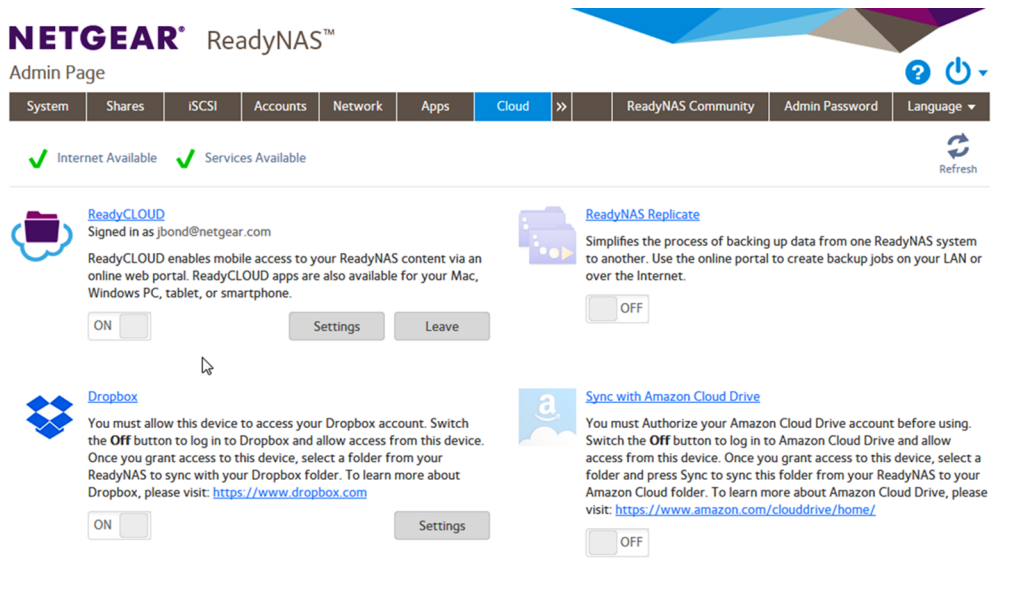 NETGEAR® ReadyNAS™
Admin Page
?
System Shares iSCSI Accounts Network Apps Cloud » ReadyNAS Community Admin Password Language
Internet Available Services Available
Refresh
ReadyCLOUD
Signed in as jbond@netgear.com
ReadyCLOUD enables mobile access to your ReadyNAS content via an
online web portal. ReadyCLOUD apps are also available for your Mac,
Windows PC, tablet, or smartphone.
ON Settings Leave
ReadyNAS Replicate
Simplifies the process of backing up data from one ReadyNAS system
to another. Use the online portal to create backup jobs on your LAN or
over the Internet.
OFF
Dropbox
You must allow this device to access your Dropbox account. Switch
the Off button to log in to Dropbox and allow access from this device.
Once you grant access to this device, select a folder from your
ReadyNAS to sync with your Dropbox folder. To learn more about
Dropbox, please visit: https://www.dropbox.com
ON Settings
a
Sync with Amazon Cloud Drive
You must Authorize your Amazon Cloud Drive account before using.
Switch the Off button to log in to Amazon Cloud Drive and allow
access from this device. Once you grant access to this device, select a
folder and press Sync to sync this folder from your ReadyNAS to your
Amazon Cloud folder. To learn more about Amazon Cloud Drive, please
visit: https://www.amazon.com/clouddrive/home/
OFF